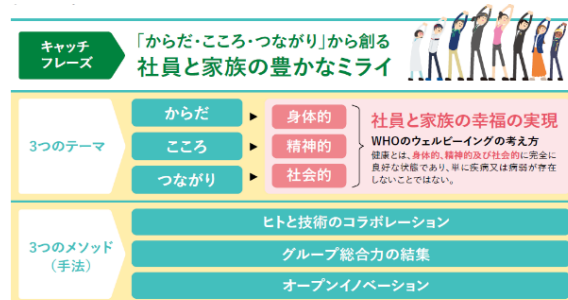 キャッチ
フレーズ
「からだ・こころ・つながり」から創る
社員と家族の豊かなミライ
3つのテーマ
からだ
こころ
つながり
身体的
精神的
社会的
社員と家族の幸福の実現
WHOのウェルビーイングの考え方
健康とは、身体的、精神的及び社会的に完全に
良好な状態であり、単に疾病又は病弱が存在
しないことではない。
3つのメソッド
(手法)
ヒトと技術のコラボレーション
グループ総合力の結集
オープンイノベーション